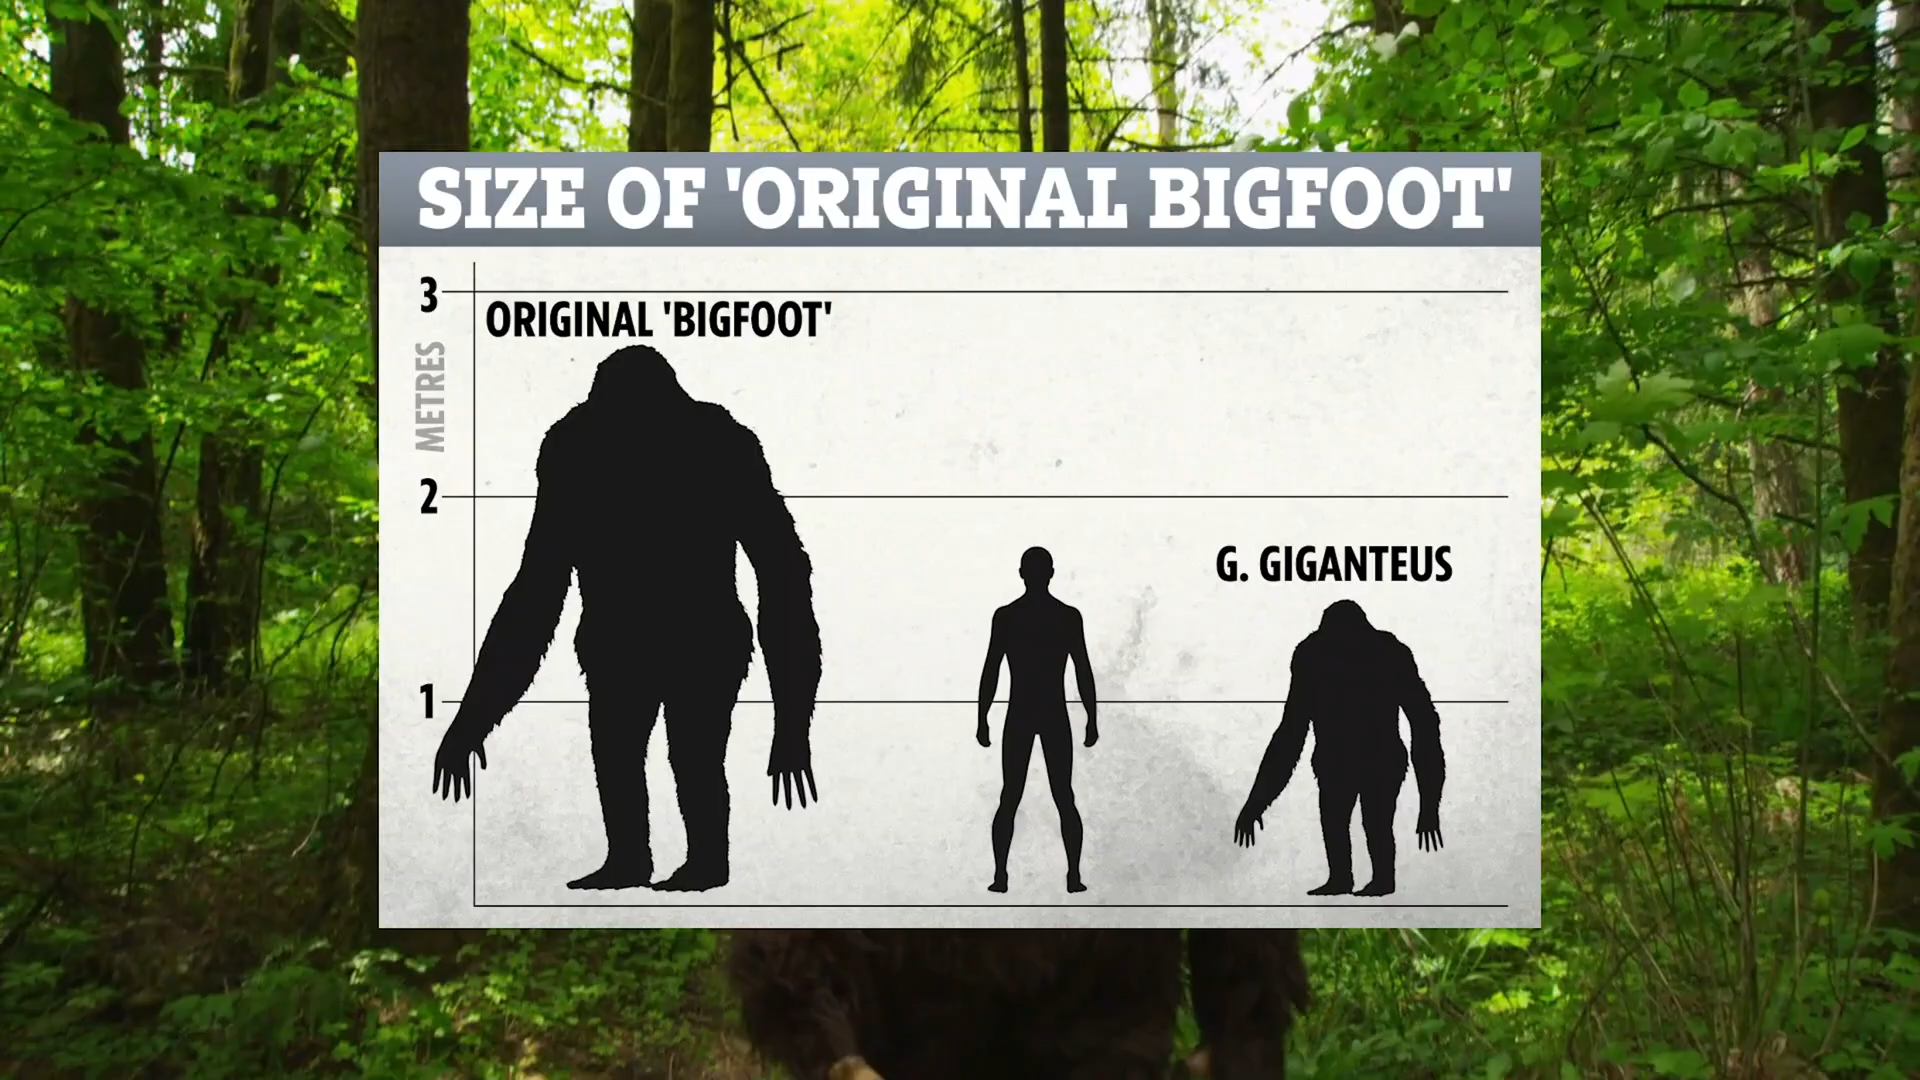 SIZE OF 'ORIGINAL BIGFOOT'
3
ORIGINAL 'BIGFOOT'
METRES
2
G. GIGANTEUS
1